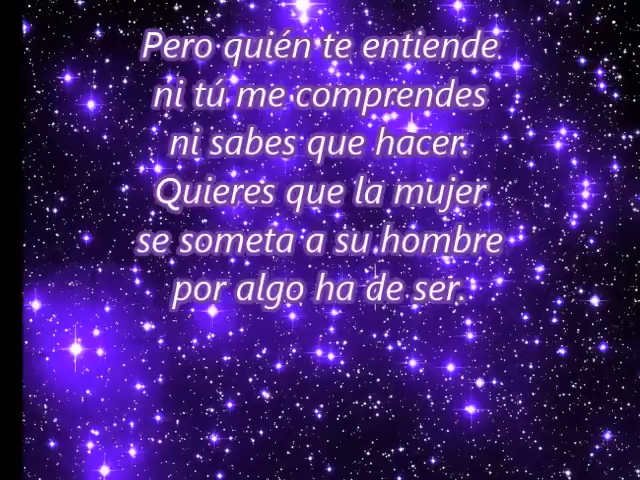 Pero quién te entiende
ni tú me comprendes
ni sabes que hacer.
Quieres que la mujer
se someta a su hombre
por algo ha de ser.